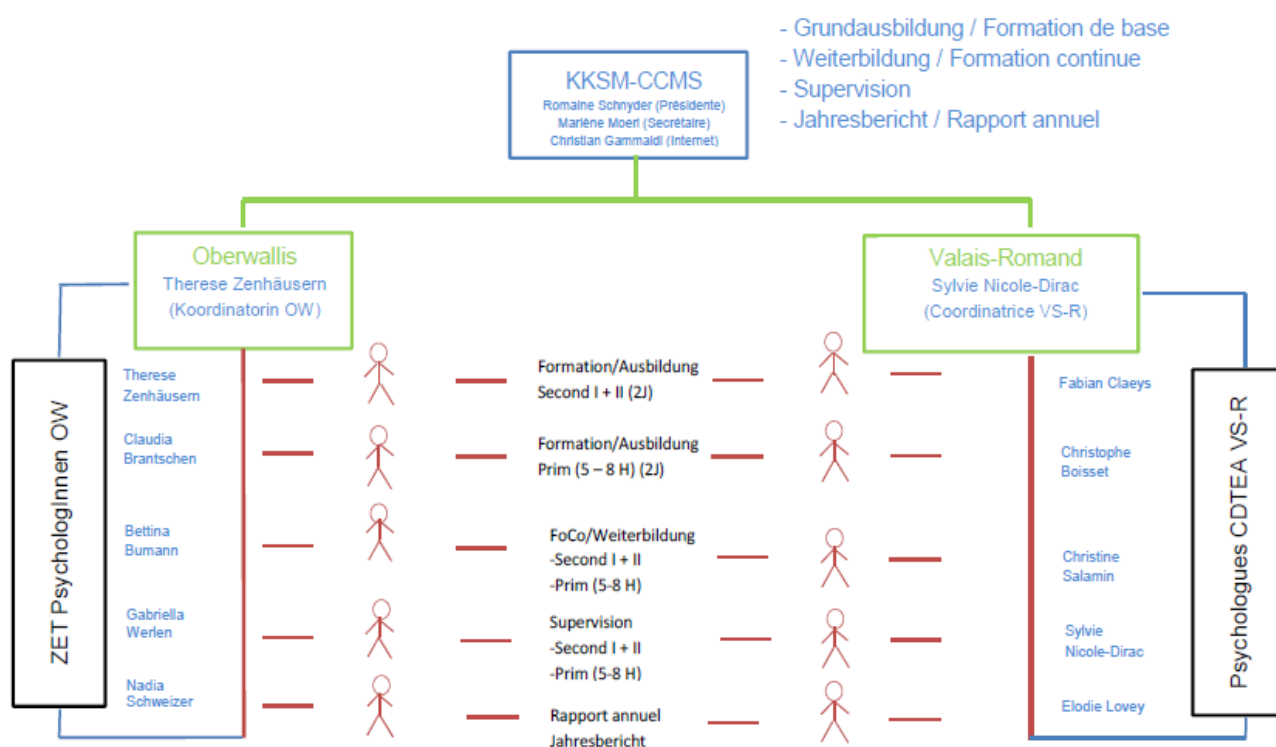 - Grundausbildung / Formation de base
- Weiterbildung / Formation continue
- Supervision
- Jahresbericht / Rapport annuel
KKSM-CCMS
Romaine Schnyder (Présidente)
Marlène Moerl (Secrétaire)
Christian Gammaldi (Internet)
Oberwallis
Therese Zenhäusern
(Koordinatorin OW)
Valais-Romand
Sylvie Nicole-Dirac
(Coordinatrice VS-R)
ZET PsychologInnen OW
Therese
Zenhäusern
Formation/Ausbildung
Second I + II (2J)
Fabian Claeys
Claudia
Brantschen
Formation/Ausbildung
Prim (5 – 8 H) (2J)
Christophe
Boisset
Bettina
Bumann
FoCo/Weiterbildung
-Second I + II
-Prim (5-8 H)
Christine
Salamin
Gabriella
Werlen
Supervision
-Second I + II
-Prim (5-8 H)
Sylvie
Nicole-Dirac
Nadia
Schweizer
Rapport annuel
Jahresbericht
Elodie Lovey
Psychologues CDTEA VS-R